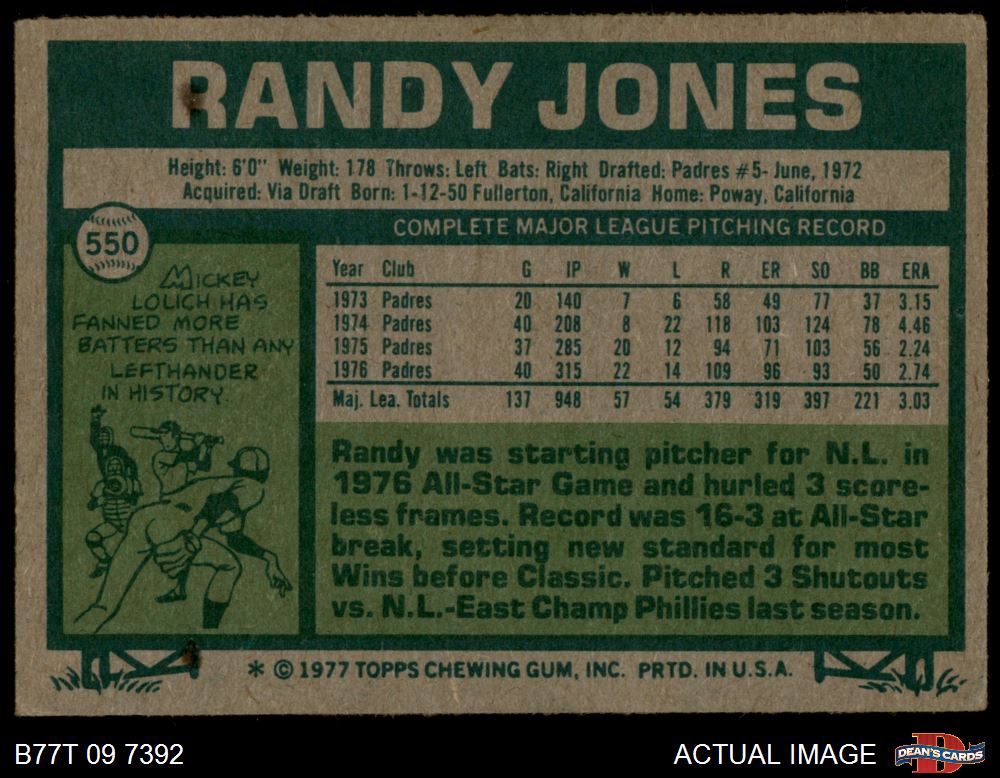 RANDY JONES
Height: 6'0" Weight: 178 Throws: Left Bats: Right Drafted: Padres #5- June, 1972
Acquired: Via Draft Born: 1-12-50 Fullerton, California Home: Poway, California
550
COMPLETE MAJOR LEAGUE PITCHING RECORD
MICKEY
LOLICH HAS
FANNED MORE
BATTERS THAN ANY
LEFTHANDER
IN HISTORY.
Year Club G IP W L R ER SO BB ERA
1973 Padres 20 140 7 6 58 49 77 37 3.15
1974 Padres 40 208 8 22 118 103 124 78 4.46
1975 Padres 37 285 20 12 94 71 103 56 2.24
1976 Padres 40 315 22 14 109 96 93 50 2.74
Maj. Lea. Totals 137 948 57 54 379 319 397 221 3.03
Randy was starting pitcher for N.L. in
1976 All-Star Game and hurled 3 score-
less frames. Record was 16-3 at All-Star
break, setting new standard for most
Wins before Classic. Pitched 3 Shutouts
vs. N.L.-East Champ Phillies last season.
* © 1977 TOPPS CHEWING GUM, INC. PRTD. IN U.S.A.
B77T 09 7392
ACTUAL IMAGE
DEAN'S CARDS